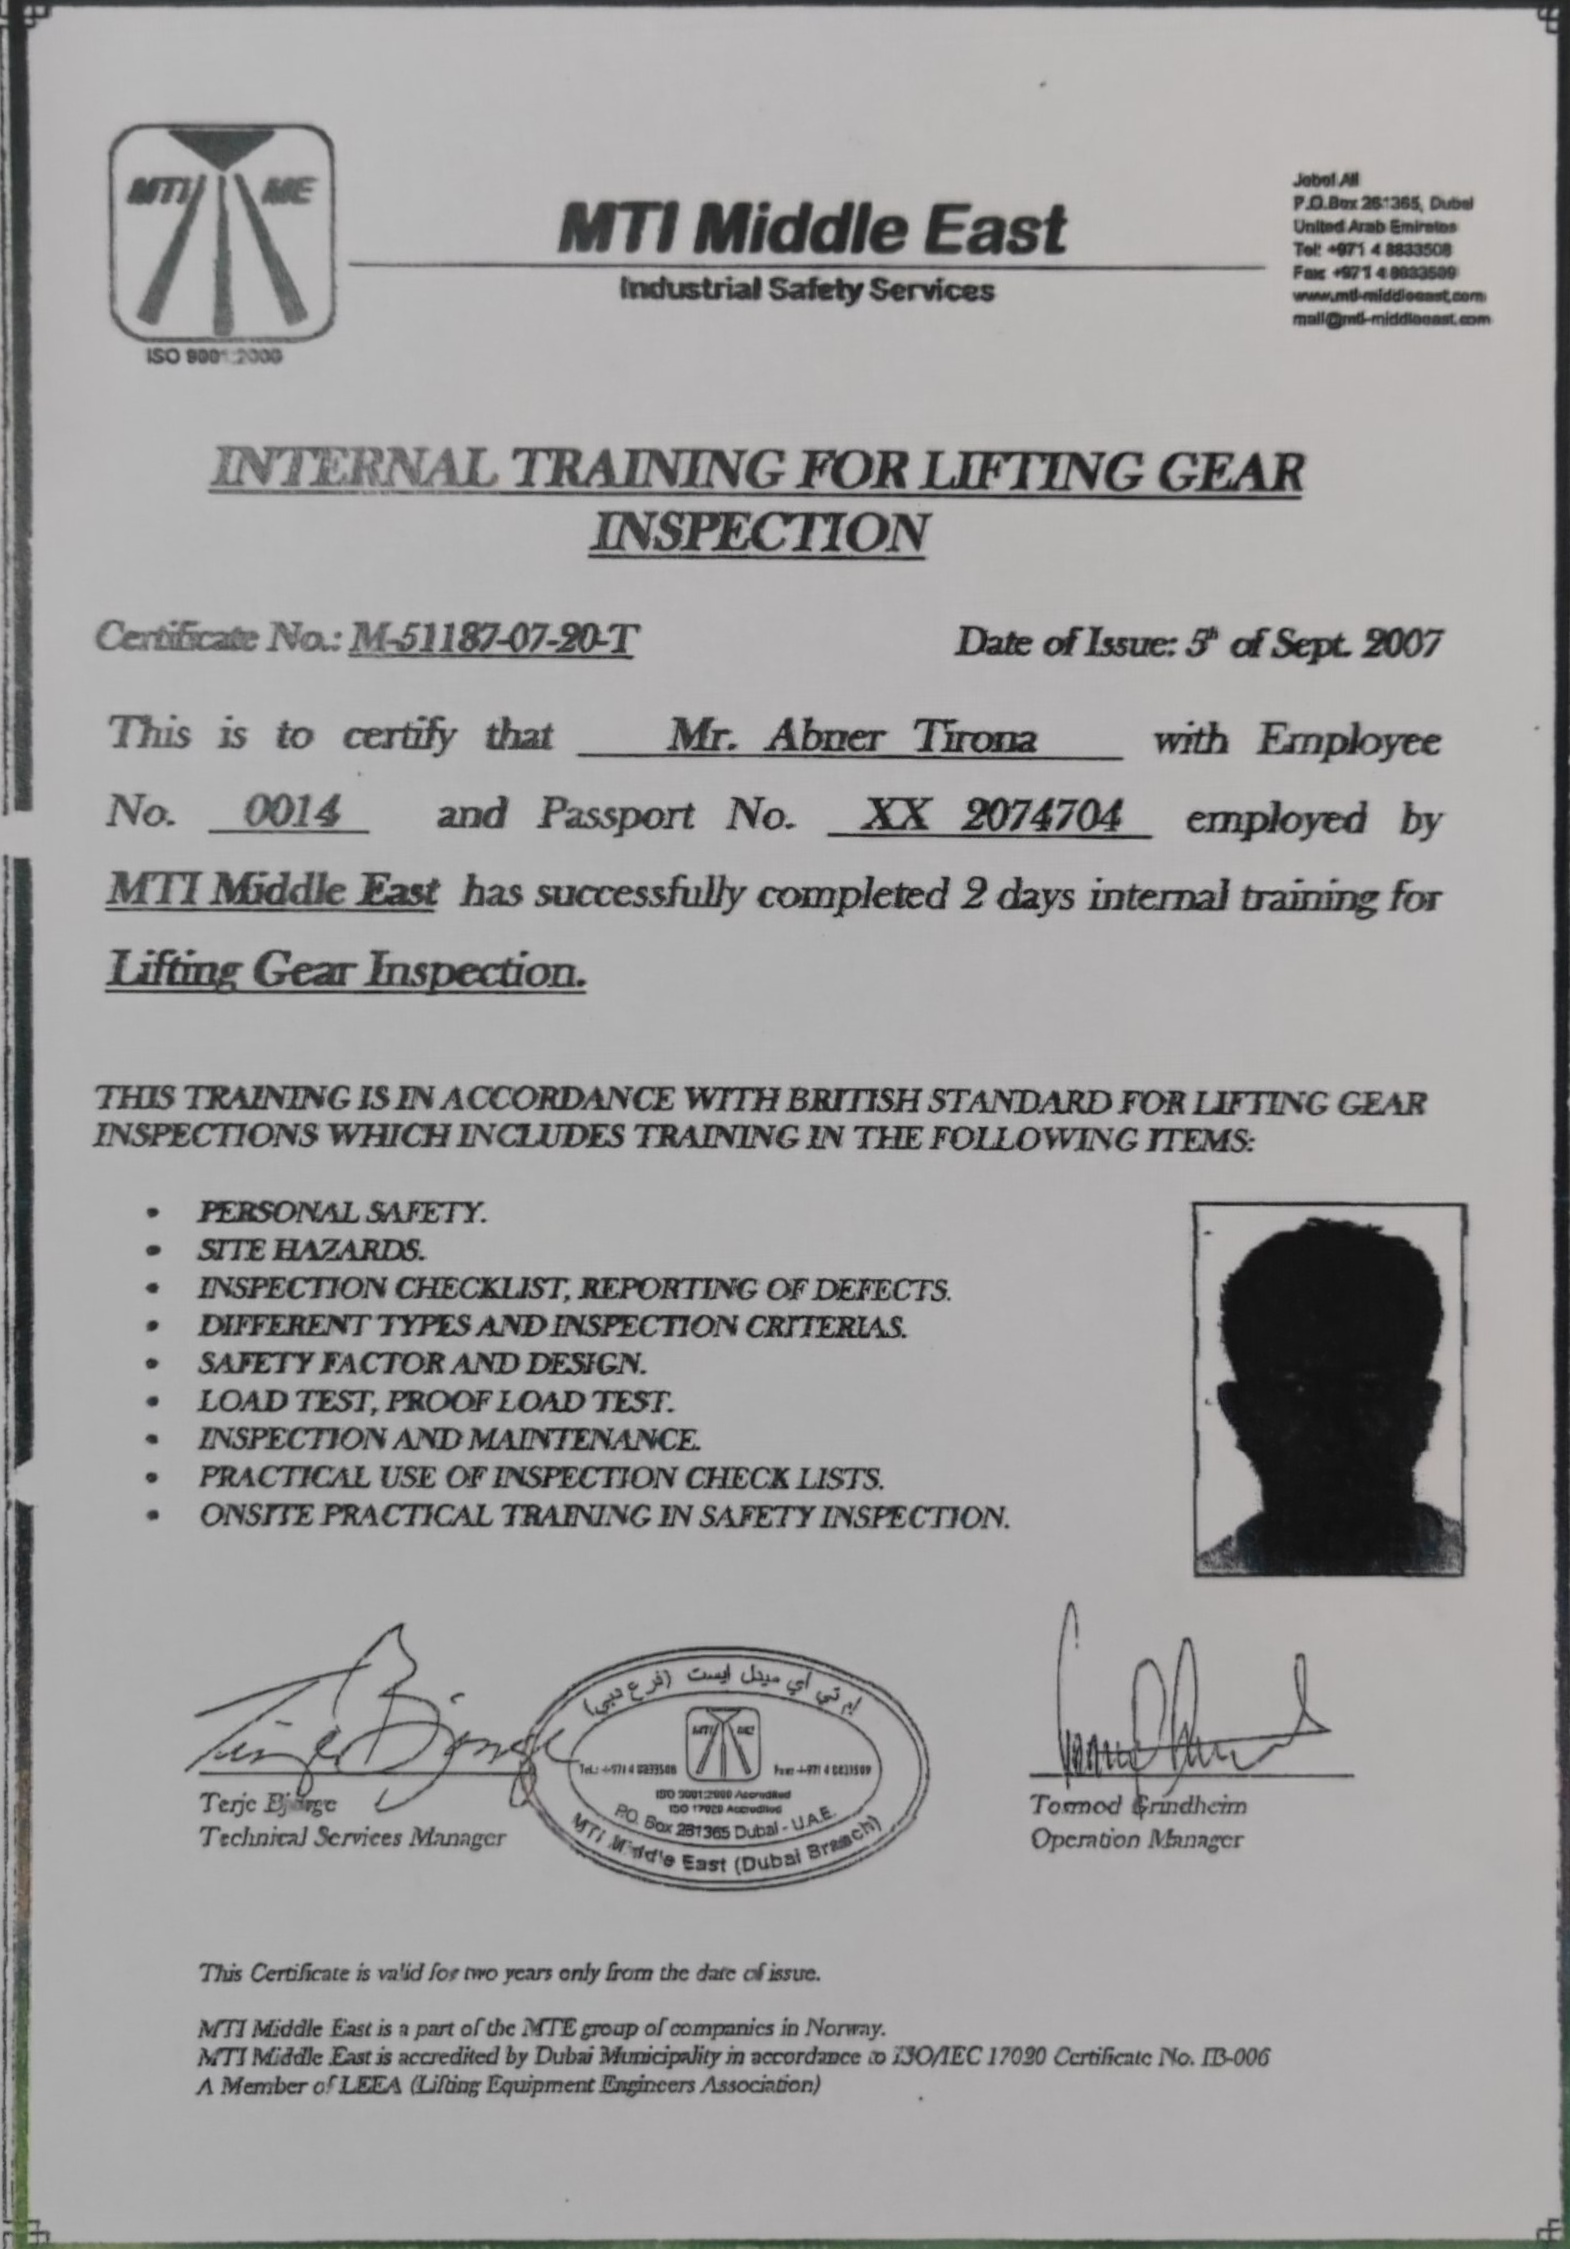 MTI ME
ISO 9001:2000
MTI Middle East
Industrial Safety Services
Jebel Ali
P.O.Box 261365, Dubai
United Arab Emirates
Tel: +971 4 8833508
Fax: +971 4 8833509
www.mti-middleeast.com
mail@mti-middleeast.com
INTERNAL TRAINING FOR LIFTING GEAR
INSPECTION
Certificate No.: M-51187-07-20-T
Date of Issue: 5th of Sept. 2007
This is to certify that Mr. Abner Tirona with Employee
No. 0014 and Passport No. XX 2074704 employed by
MTI Middle East has successfully completed 2 days internal training for
Lifting Gear Inspection.
THIS TRAINING IS IN ACCORDANCE WITH BRITISH STANDARD FOR LIFTING GEAR
INSPECTIONS WHICH INCLUDES TRAINING IN THE FOLLOWING ITEMS:
• PERSONAL SAFETY.
• SITE HAZARDS.
• INSPECTION CHECKLIST, REPORTING OF DEFECTS.
• DIFFERENT TYPES AND INSPECTION CRITERIAS.
• SAFETY FACTOR AND DESIGN.
• LOAD TEST, PROOF LOAD TEST.
• INSPECTION AND MAINTENANCE.
• PRACTICAL USE OF INSPECTION CHECK LISTS.
• ONSITE PRACTICAL TRAINING IN SAFETY INSPECTION.
إم تي آي ميدل ايست (فرع دبي)
MTI ME
Tel.: +971 4 8833508
Fax: +971 4 8833509
ISO 9001:2000 Accredited
ISO 17020 Accredited
P.O. Box 261365 Dubai - U.A.E.
MTI Middle East (Dubai Branch)
Terje
Technical Services Manager
Tormod Grindheim
Operation Manager
This Certificate is valid for two years only from the date of issue.
MTI Middle East is a part of the MTE group of companies in Norway.
MTI Middle East is accredited by Dubai Municipality in accordance to ISO/IEC 17020 Certificate No. IB-006
A Member of LEEA (Lifting Equipment Engineers Association)